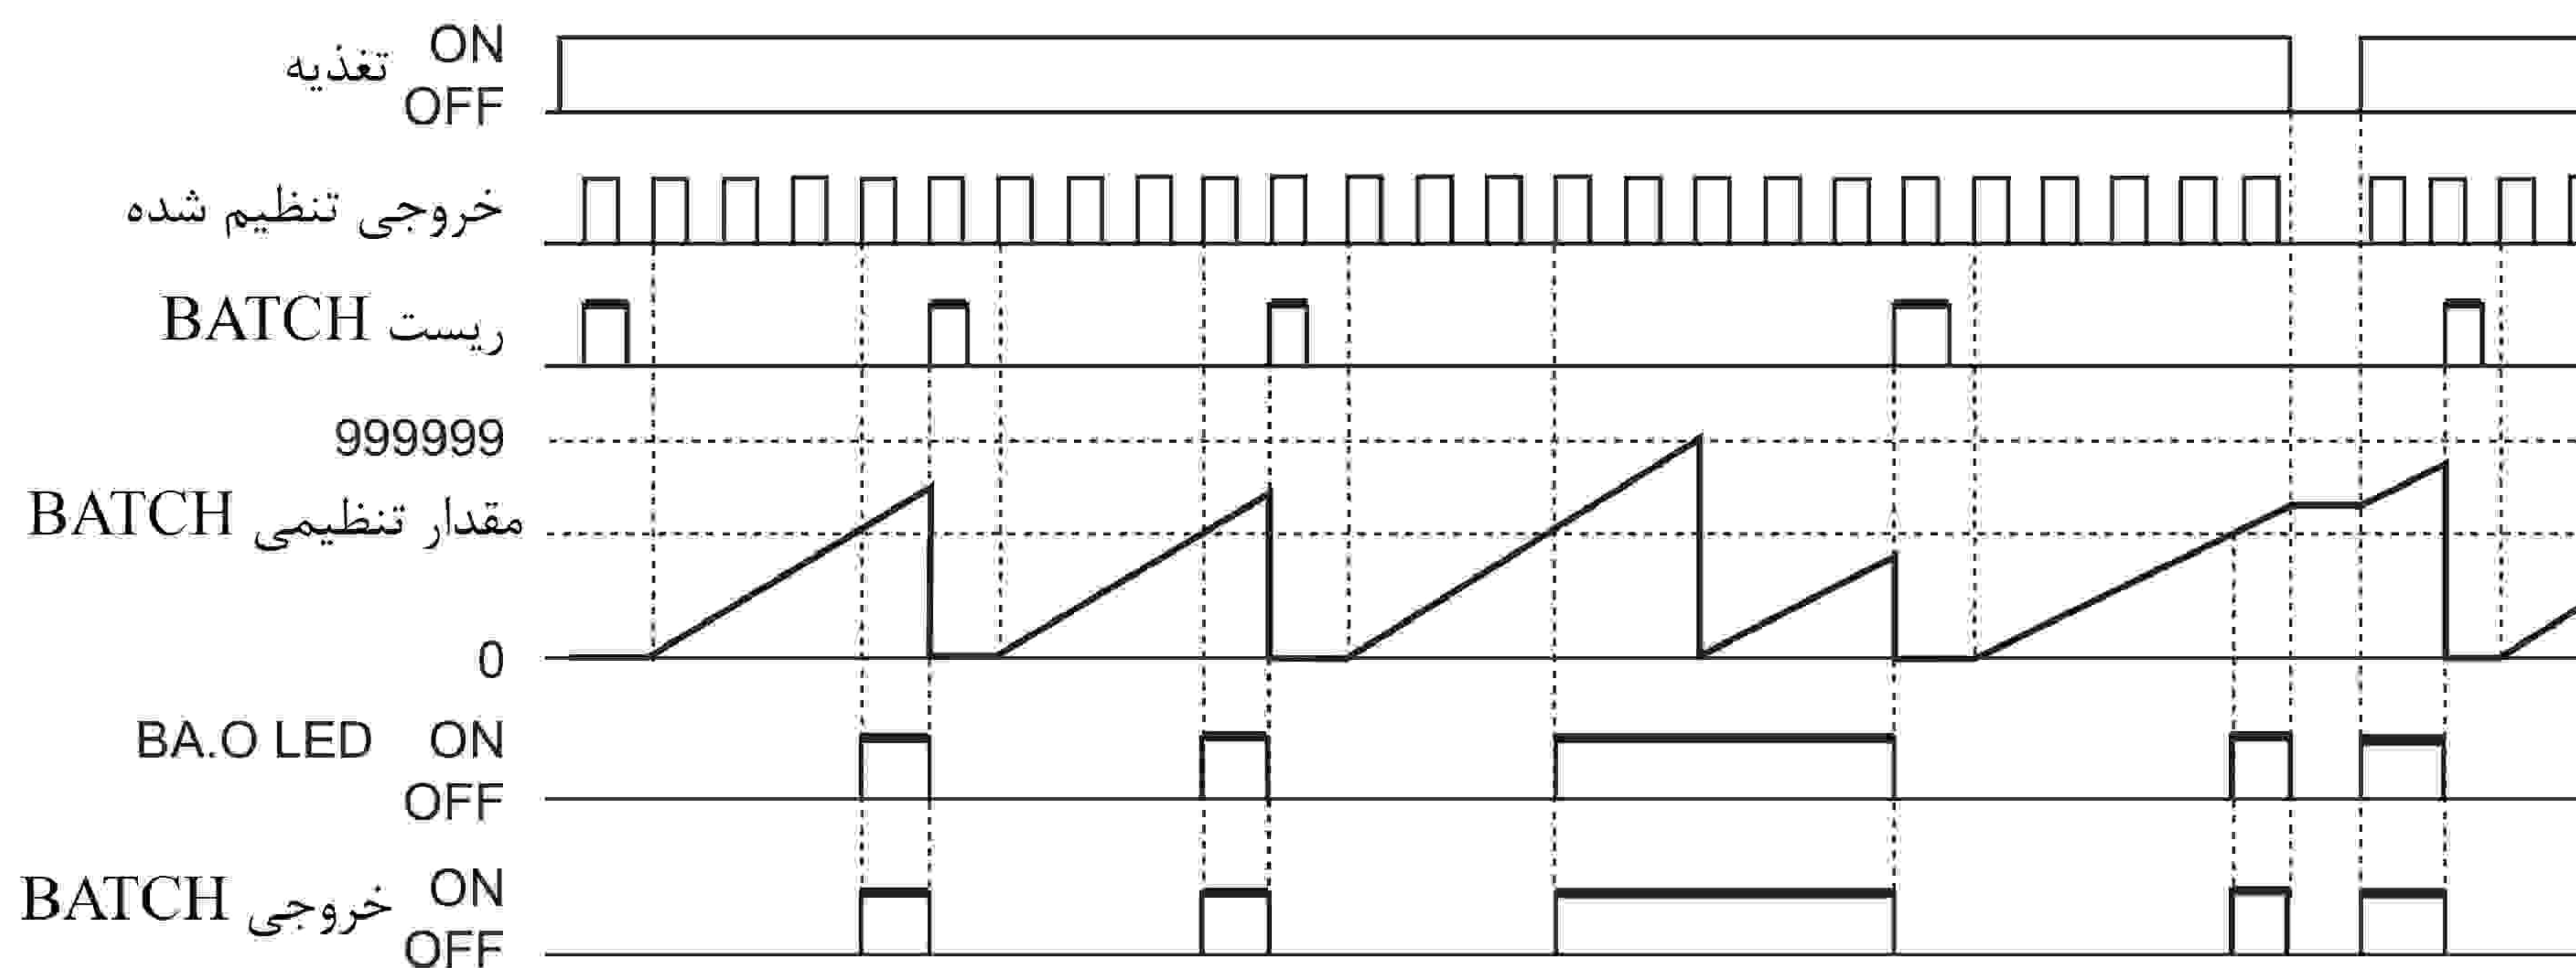 تغذیه ON
OFF
خروجی تنظیم شده
ریست BATCH
999999
مقدار تنظیمی BATCH
0
BA.O LED ON
OFF
خروجی BATCH ON
OFF